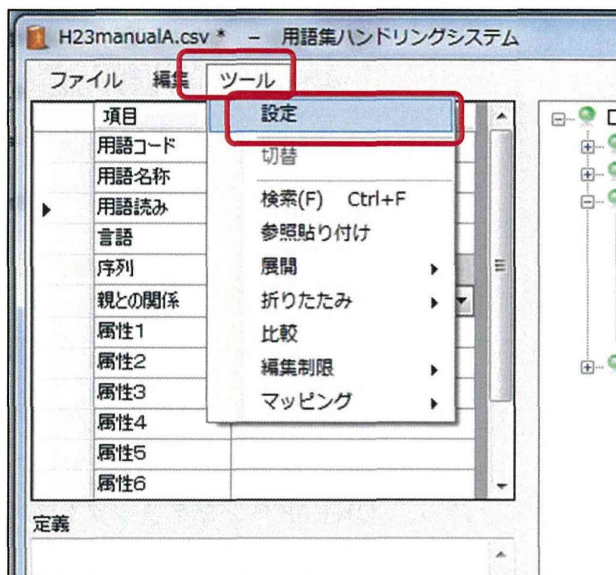 H23manualA.csv * － 用語集ハンドリングシステム
ファイル 編集 ツール
項目
用語コード
用語名称
用語読み
言語
序列
親との関係
属性1
属性2
属性3
属性4
属性5
属性6
設定
切替
検索(F) Ctrl+F
参照貼り付け
展開
折りたたみ
比較
編集制限
マッピング
定義